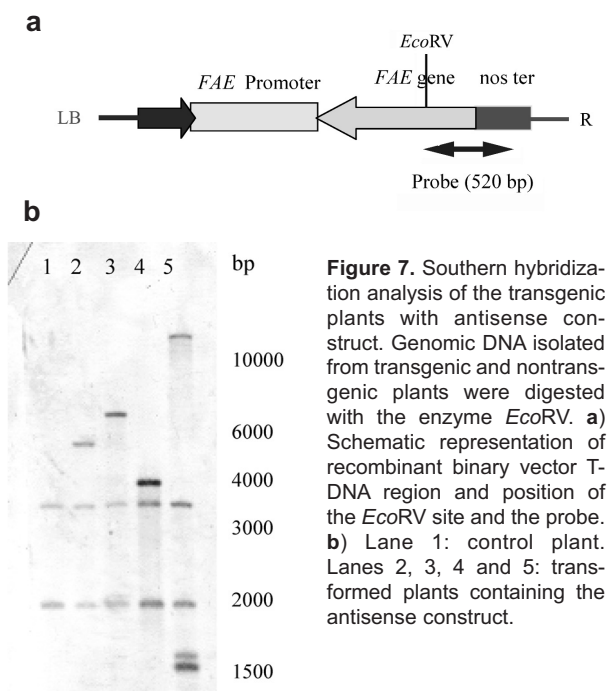 a
EcoRV
FAE Promoter
FAE gene
nos ter
LB
R
Probe (520 bp)
b
1 2 3 4 5
bp
10000
6000
4000
3000
2000
1500
Figure 7. Southern hybridiza-
tion analysis of the transgenic
plants with antisense con-
struct. Genomic DNA isolated
from transgenic and nontrans-
genic plants were digested
with the enzyme EcoRV. a)
Schematic representation of
recombinant binary vector T-
DNA region and position of
the EcoRV site and the probe.
b) Lane 1: control plant.
Lanes 2, 3, 4 and 5: trans-
formed plants containing the
antisense construct.